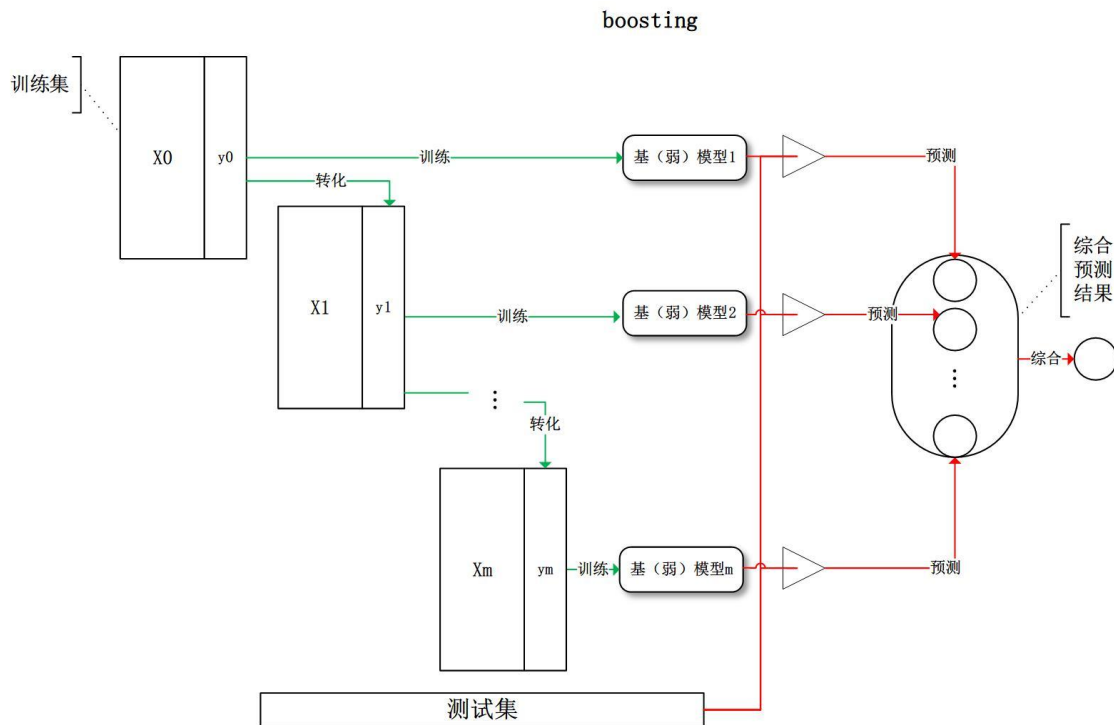 boosting
训练集
X0
y0
训练
基（弱）模型1
预测
转化
X1
y1
训练
基（弱）模型2
预测
综合
预测
结果
综合
⋮
⋮
转化
Xm
ym
训练
基（弱）模型m
预测
测试集